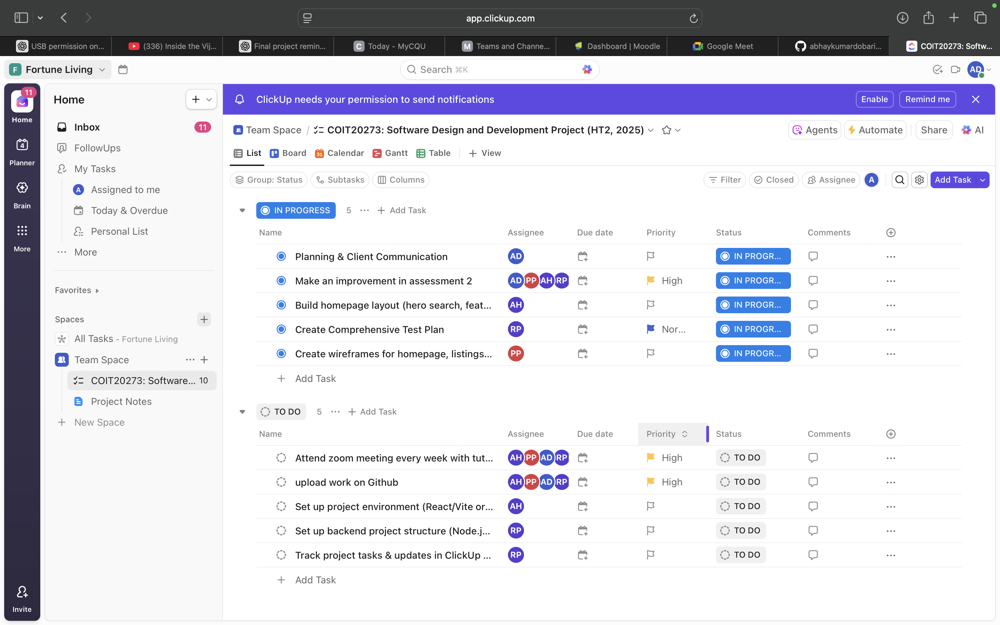 app.clickup.com
USB permission on...
(336) Inside the Vij...
Final project remin...
C Today - MyCQU
M Teams and Channe...
Dashboard | Moodle
Google Meet
abhaykumardobari...
COIT20273: Softw...
F Fortune Living
Search ⌘K
AD
11
Home
4
Planner
Brain
More
Invite
Home
Inbox 11
FollowUps
My Tasks
A Assigned to me
Today & Overdue
Personal List
More
Favorites
Spaces
All Tasks - Fortune Living
Team Space
COIT20273: Software... 10
Project Notes
New Space
ClickUp needs your permission to send notifications
Enable
Remind me
Team Space / COIT20273: Software Design and Development Project (HT2, 2025)
Agents
Automate
Share
AI
List
Board
31 Calendar
Gantt
Table
View
Group: Status
Subtasks
Columns
Filter
Closed
Assignee
A
Add Task
IN PROGRESS 5 ... + Add Task
Name Assignee Due date Priority Status Comments
Planning & Client Communication AD IN PROGR...
Make an improvement in assessment 2 AD PP AH RP High IN PROGR...
Build homepage layout (hero search, feat... AH IN PROGR...
Create Comprehensive Test Plan RP Nor... IN PROGR...
Create wireframes for homepage, listings... PP IN PROGR...
Add Task
TO DO 5 ... + Add Task
Name Assignee Due date Priority Status Comments
Attend zoom meeting every week with tut... AH PP AD RP High TO DO
upload work on Github AH PP AD RP High TO DO
Set up project environment (React/Vite or... AH TO DO
Set up backend project structure (Node.j... RP TO DO
Track project tasks & updates in ClickUp ... RP TO DO
Add Task